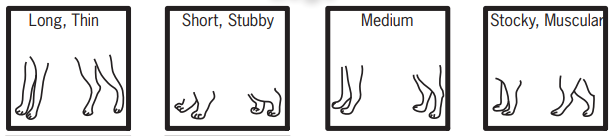 Long, Thin
Short, Stubby
Medium
Stocky, Muscular